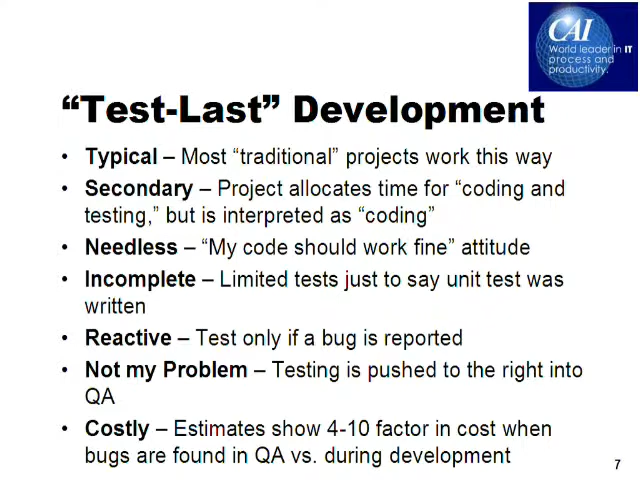 CAI
World leader in IT
process and
productivity.
“Test-Last” Development
• Typical – Most “traditional” projects work this way
• Secondary – Project allocates time for “coding and
testing,” but is interpreted as “coding”
• Needless – “My code should work fine” attitude
• Incomplete – Limited tests just to say unit test was
written
• Reactive – Test only if a bug is reported
• Not my Problem – Testing is pushed to the right into
QA
• Costly – Estimates show 4-10 factor in cost when
bugs are found in QA vs. during development
7